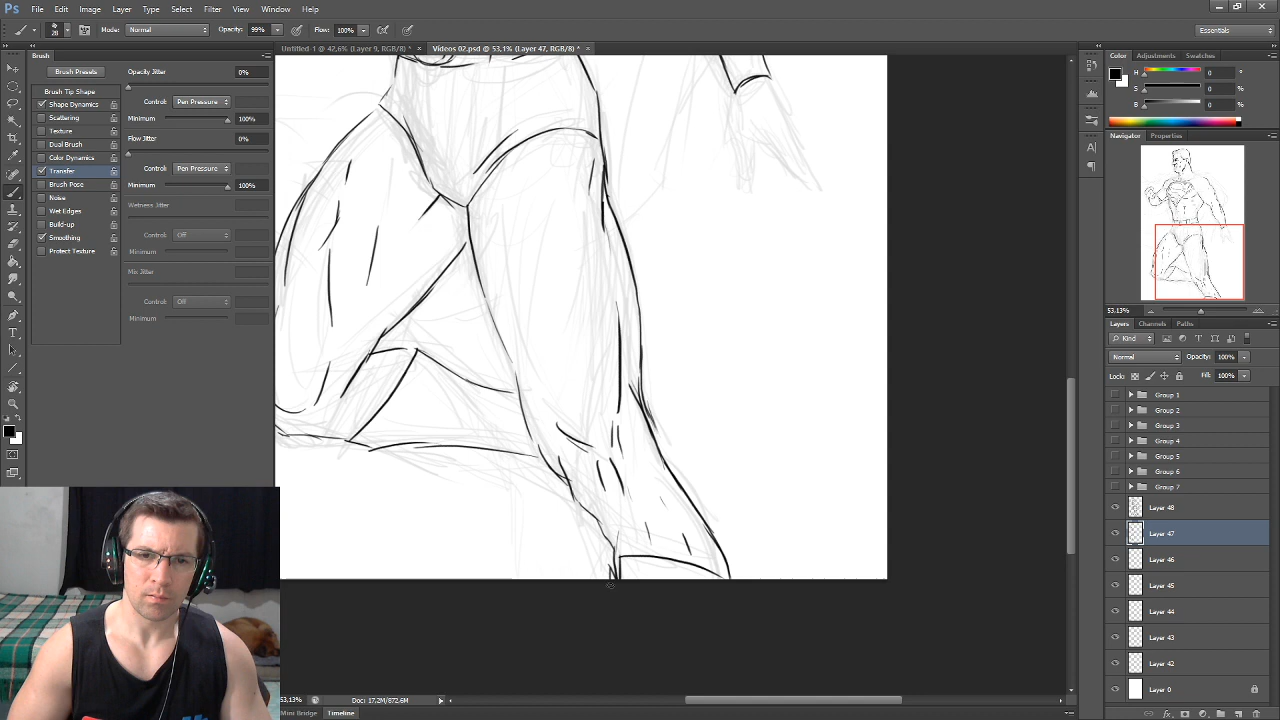 Ps File Edit Image Layer Type Select Filter View Window Help
28 Mode: Normal Opacity: 99% Flow: 100% Essentials
Untitled-1 @ 42,6% (Layer 9, RGB/8) * × Vídeos 02.psd @ 53,1% (Layer 47, RGB/8) * ×
Brush
Brush Presets
Brush Tip Shape
Shape Dynamics
Scattering
Texture
Dual Brush
Color Dynamics
Transfer
Brush Pose
Noise
Wet Edges
Build-up
Smoothing
Protect Texture
Opacity Jitter 0%
Control: Pen Pressure
Minimum 100%
Flow Jitter 0%
Control: Pen Pressure
Minimum 100%
Wetness Jitter
Control: Off
Minimum
Mix Jitter
Control: Off
Minimum
Color Adjustments Swatches
H 0 °
S 0 %
B 0 %
Navigator Properties
53.13%
Layers Channels Paths
Kind
Normal Opacity: 100%
Lock: Fill: 100%
Group 1
Group 2
Group 3
Group 4
Group 5
Group 6
Group 7
Layer 48
Layer 47
Layer 46
Layer 45
Layer 44
Layer 43
Layer 42
Layer 0
53,13% Doc: 17,2M/872,6M
Mini Bridge Timeline